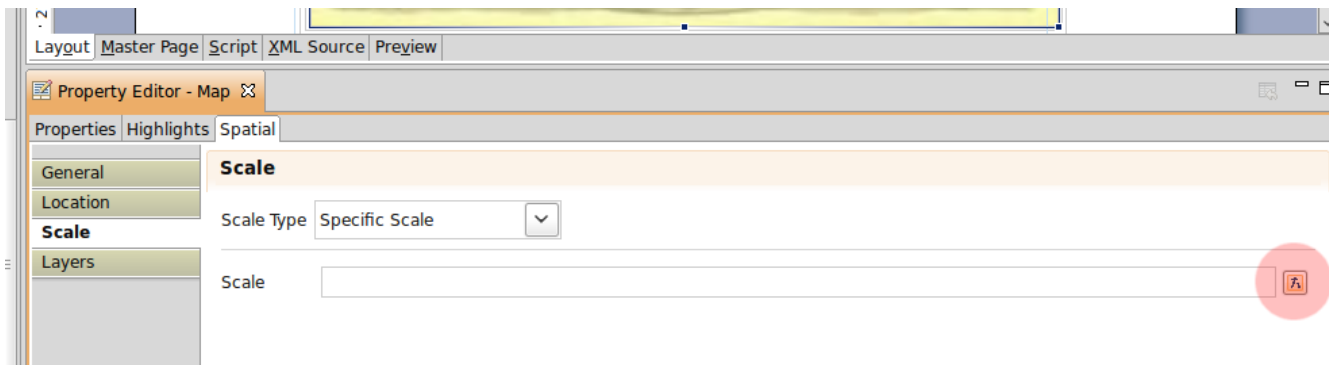 2
Layout Master Page Script XML Source Preview
Property Editor - Map
Properties Highlights Spatial
General
Location
Scale
Layers
Scale
Scale Type Specific Scale
Scale